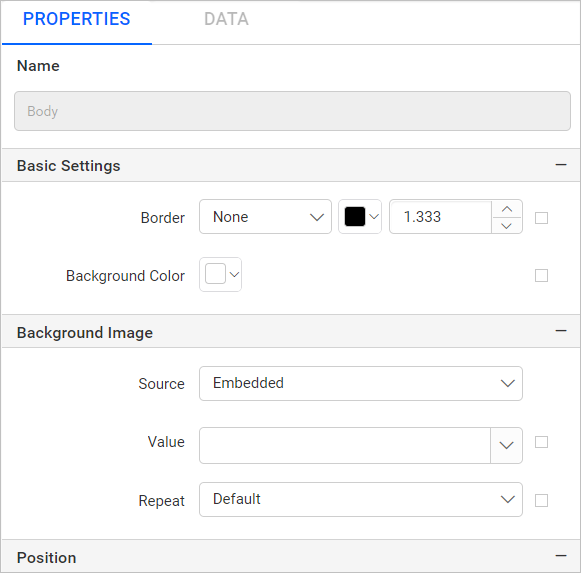 PROPERTIES DATA
Name
Body
Basic Settings
Border None 1.333
Background Color
Background Image
Source Embedded
Value
Repeat Default
Position